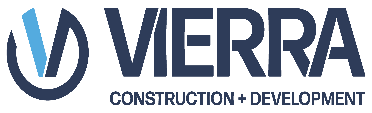 VIERRA
CONSTRUCTION + DEVELOPMENT